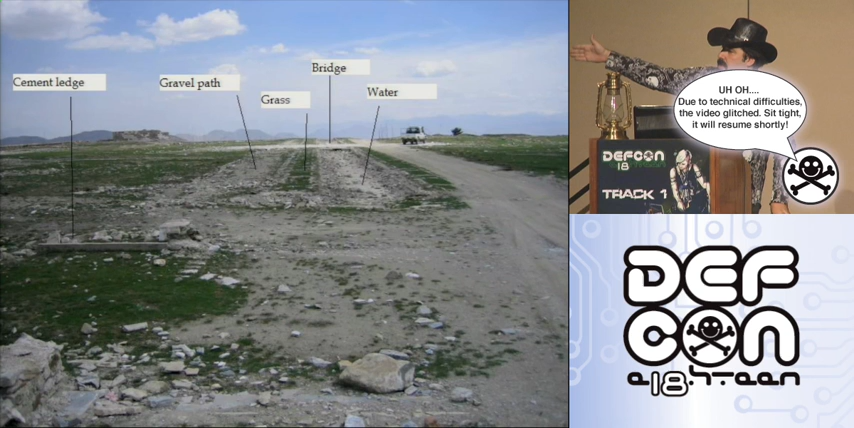 Cement ledge
Gravel path
Grass
Bridge
Water
UH OH....
Due to technical difficulties,
the video glitched. Sit tight,
it will resume shortly!
DEFCON
18
TRACK 1
DEF
CON
e18hteen